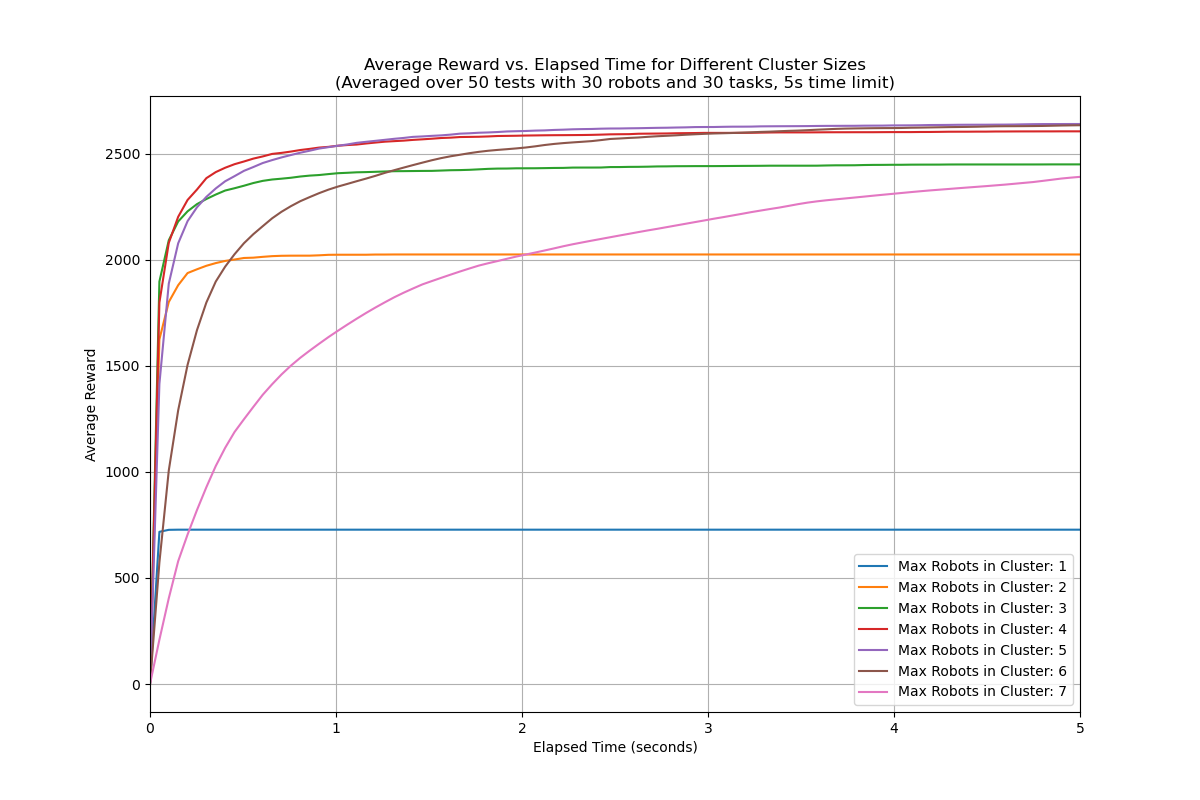 Average Reward vs. Elapsed Time for Different Cluster Sizes
(Averaged over 50 tests with 30 robots and 30 tasks, 5s time limit)
Average Reward
2500
2000
1500
1000
500
0
0 1 2 3 4 5
Elapsed Time (seconds)
Max Robots in Cluster: 1
Max Robots in Cluster: 2
Max Robots in Cluster: 3
Max Robots in Cluster: 4
Max Robots in Cluster: 5
Max Robots in Cluster: 6
Max Robots in Cluster: 7